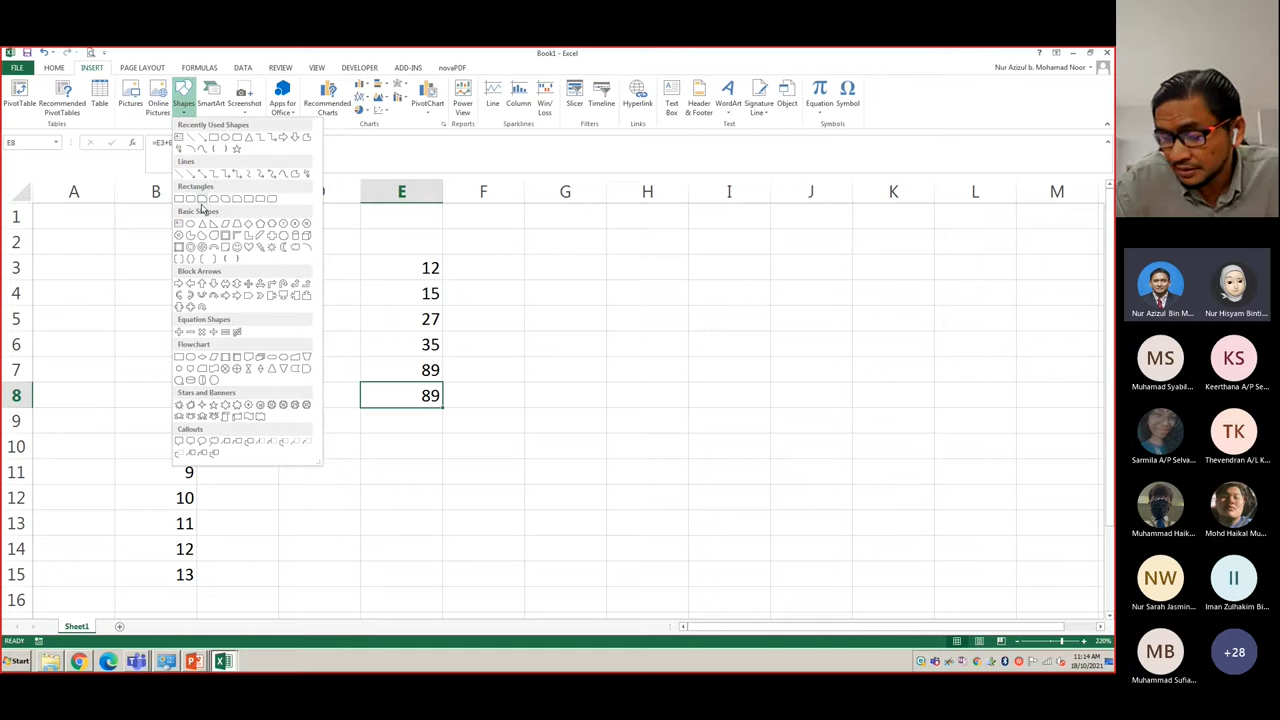 Book1 - Excel
FILE HOME INSERT PAGE LAYOUT FORMULAS DATA REVIEW VIEW DEVELOPER ADD-INS novaPDF
Nur Azizul b. Mohamad Noor
PivotTable Recommended PivotTables Table Pictures Online Pictures Shapes SmartArt Screenshot Apps for Office Recommended Charts PivotChart Power View Line Column Win/Loss Slicer Timeline Hyperlink Text Box Header & Footer WordArt Signature Line Object Equation Symbol
Tables Charts Reports Sparklines Filters Links Text Symbols
E8
Recently Used Shapes
Lines
Rectangles
Basic Shapes
Block Arrows
Equation Shapes
Flowchart
Stars and Banners
Callouts
A B E F G H I J K L M
1
2
3 12
4 15
5 27
6 35
7 89
8 89
9
10
11 9
12 10
13 11
14 12
15 13
16
Sheet1
READY
220%
Start
11:14 AM
18/10/2021
Nur Azizul Bin M...
Nur Hisyam Binti...
MS
Muhamad Syabil...
KS
Keerthana A/P Se...
Sarmila A/P Selva...
TK
Thevendran A/L K...
Muhammad Haik...
Mohd Haikal Mu...
NW
Nur Sarah Jasmin...
II
Iman Zulhakim Bi...
MB
Muhammad Sufia...
+28